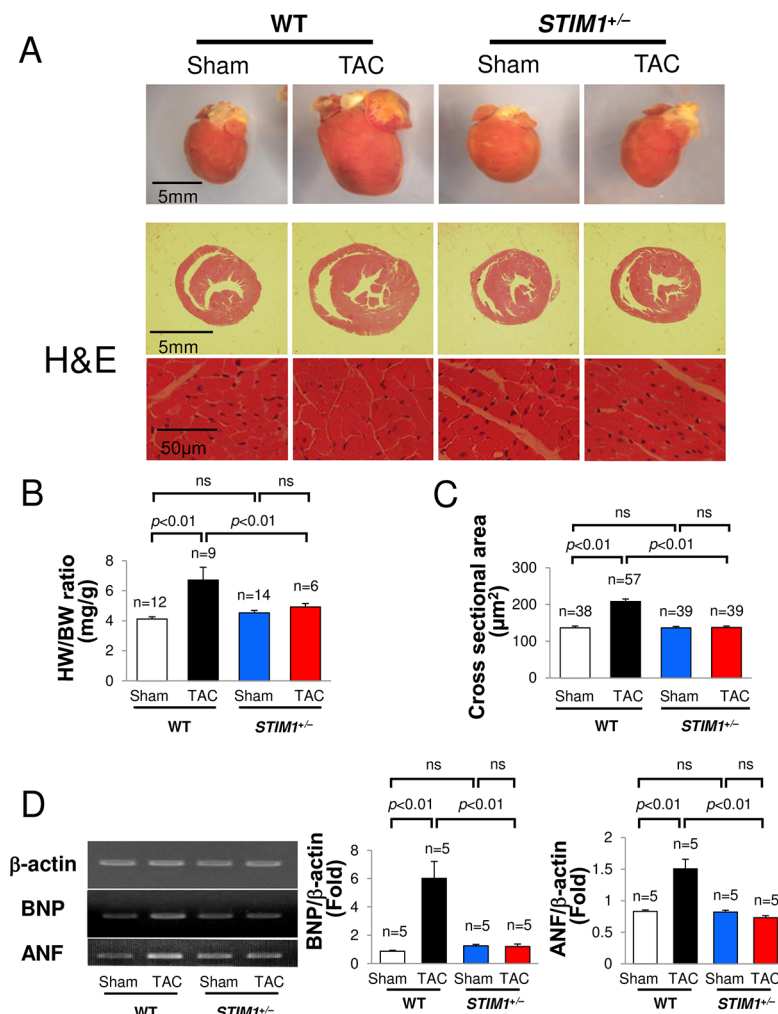 A
WT
STIM1+/–
Sham
TAC
Sham
TAC
5mm
5mm
H&E
50µm
B
ns
ns
p<0.01
p<0.01
HW/BW ratio
(mg/g)
8
6
4
2
0
n=12
n=9
n=14
n=6
Sham
TAC
Sham
TAC
WT
STIM1+/–
C
ns
ns
p<0.01
p<0.01
Cross sectional area
(µm2)
300
200
100
0
n=38
n=57
n=39
n=39
Sham
TAC
Sham
TAC
WT
STIM1+/–
D
β-actin
BNP
ANF
Sham
TAC
Sham
TAC
WT
STIM1+/–
ns
ns
p<0.01
p<0.01
BNP/β-actin
(Fold)
8
6
4
2
0
n=5
n=5
n=5
n=5
Sham
TAC
Sham
TAC
WT
STIM1+/–
ns
ns
p<0.01
p<0.01
ANF/β-actin
(Fold)
2
1.5
1
0.5
0
n=5
n=5
n=5
n=5
Sham
TAC
Sham
TAC
WT
STIM1+/–